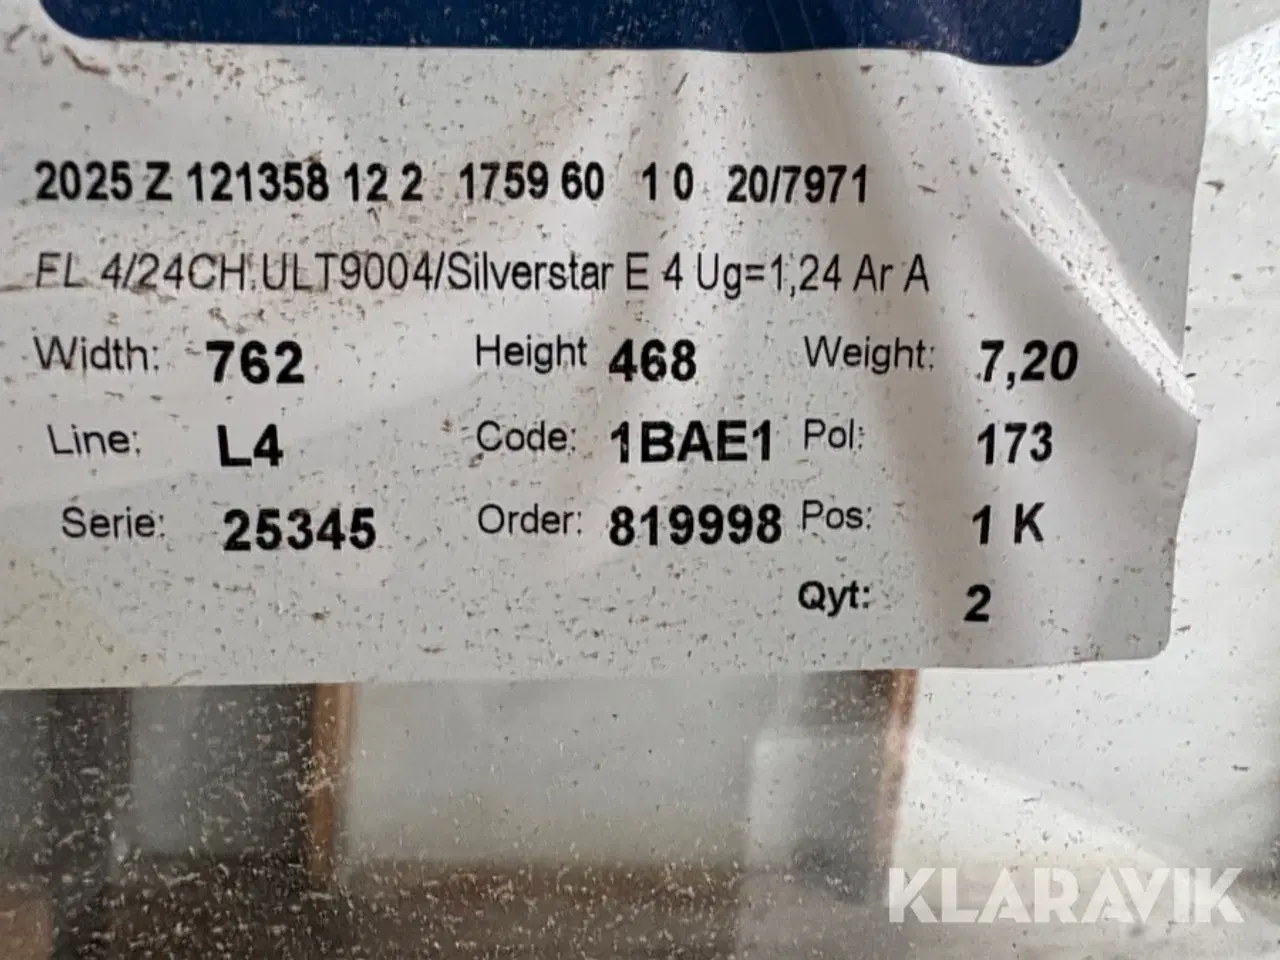 2025 Z 121358 12 2 1759 60 1 0 20/7971
FL 4/24CH.ULT9004/Silverstar E 4 Ug=1,24 Ar A
Width: 762 Height 468 Weight: 7,20
Line: L4 Code: 1BAE1 Pol: 173
Serie: 25345 Order: 819998 Pos: 1 K
Qyt: 2
KLARAVIK